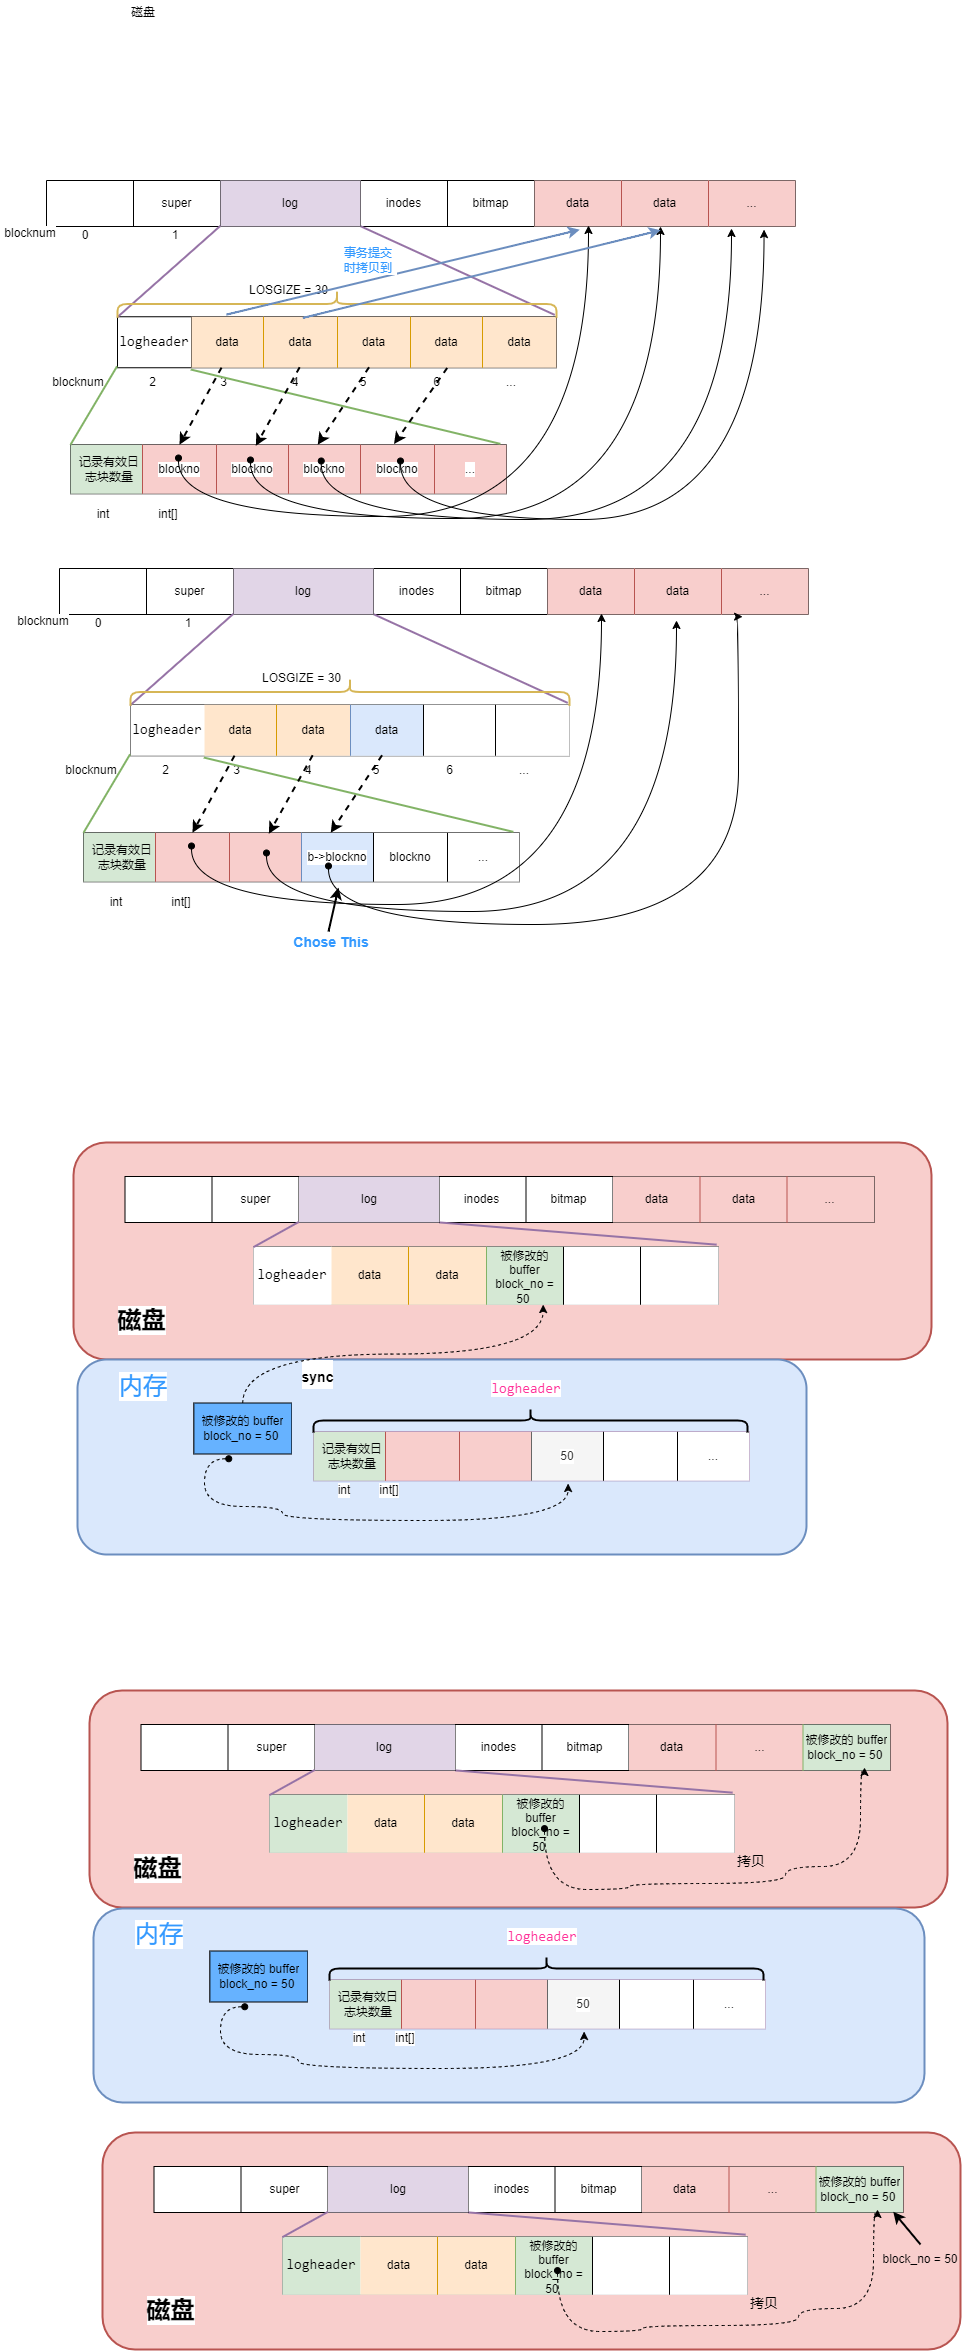 磁盘
super
log
inodes
bitmap
data
data
...
blocknum
0
1
事务提交
时拷贝到
LOSGIZE = 30
logheader
data
data
data
data
data
blocknum
2
3
4
5
6
...
记录有效日
志块数量
blockno
blockno
blockno
blockno
...
int
int[]
super
log
inodes
bitmap
data
data
...
blocknum
0
1
LOSGIZE = 30
logheader
data
data
data
blocknum
2
3
4
5
6
...
记录有效日
志块数量
b->blockno
blockno
...
int
int[]
Chose This
super
log
inodes
bitmap
data
data
...
logheader
data
data
被修改的
buffer
block_no =
50
磁盘
内存
sync
logheader
被修改的 buffer
block_no = 50
记录有效日
志块数量
50
...
int
int[]
super
log
inodes
bitmap
data
...
被修改的 buffer
block_no = 50
logheader
data
data
被修改的
buffer
block_no =
50
拷贝
磁盘
内存
logheader
被修改的 buffer
block_no = 50
记录有效日
志块数量
50
...
int
int[]
super
log
inodes
bitmap
data
...
被修改的 buffer
block_no = 50
logheader
data
data
被修改的
buffer
block_no =
50
block_no = 50
拷贝
磁盘